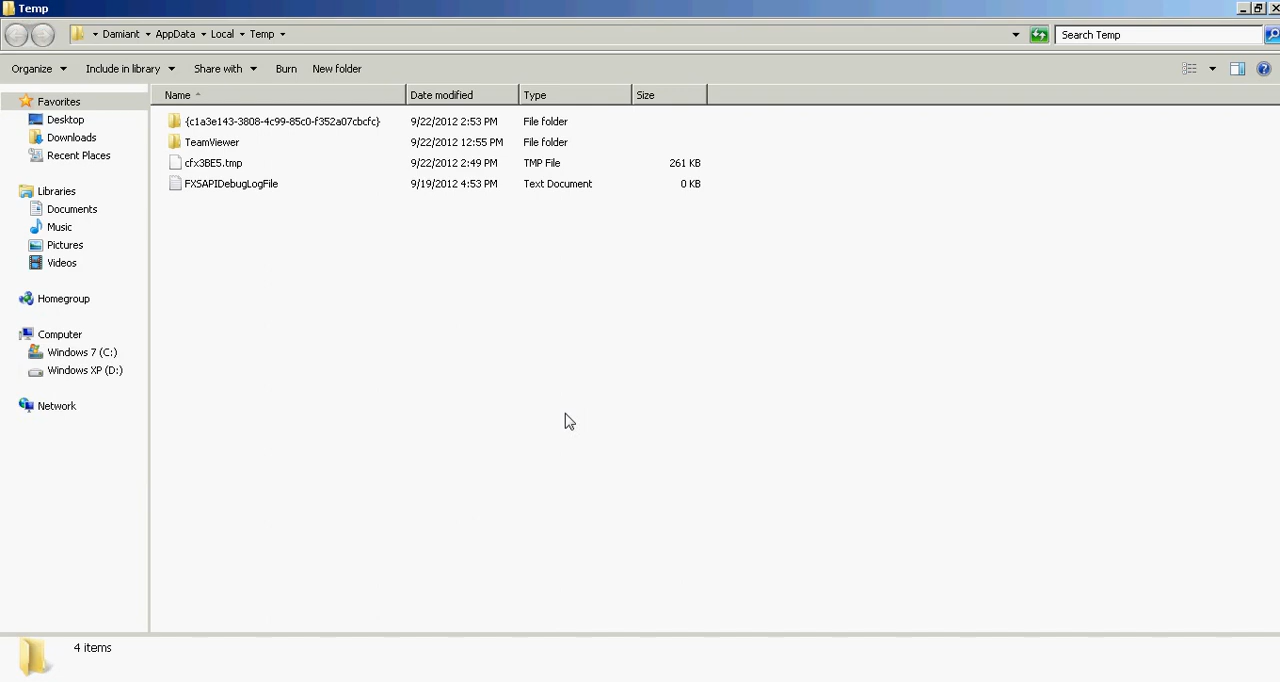 Temp
Damiant AppData Local Temp Search Temp
Organize Include in library Share with Burn New folder
Favorites
Desktop
Downloads
Recent Places
Libraries
Documents
Music
Pictures
Videos
Homegroup
Computer
Windows 7 (C:)
Windows XP (D:)
Network
Name Date modified Type Size
{c1a3e143-3808-4c99-85c0-f352a07cbcfc} 9/22/2012 2:53 PM File folder
TeamViewer 9/22/2012 12:55 PM File folder
cfx3BE5.tmp 9/22/2012 2:49 PM TMP File 261 KB
FXSAPIDebugLogFile 9/19/2012 4:53 PM Text Document 0 KB
4 items